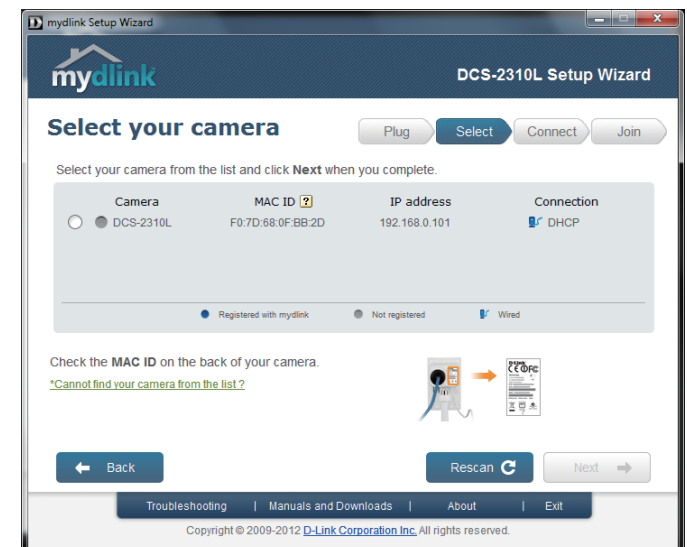 mydlink Setup Wizard
mydlink
DCS-2310L Setup Wizard
Select your camera
Plug Select Connect Join
Select your camera from the list and click Next when you complete.
Camera MAC ID ? IP address Connection
DCS-2310L F0:7D:68:0F:BB:2D 192.168.0.101 DHCP
Registered with mydlink Not registered Wired
Check the MAC ID on the back of your camera.
*Cannot find your camera from the list ?
D-Link
CE FC
Back Rescan Next
Troubleshooting | Manuals and Downloads | About | Exit
Copyright © 2009-2012 D-Link Corporation Inc. All rights reserved.